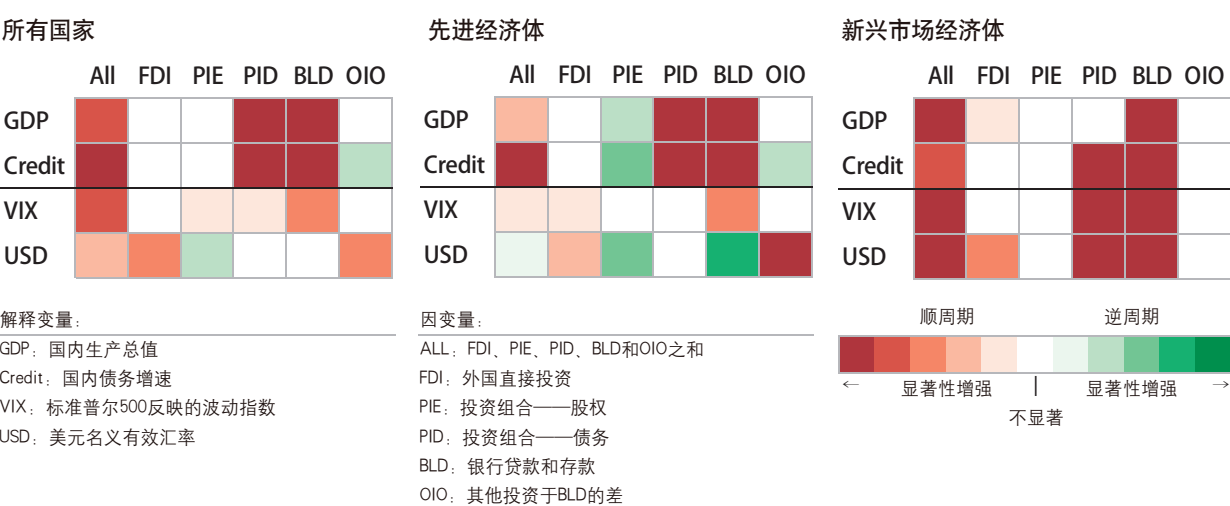 所有国家
All FDI PIE PID BLD OIO
GDP
Credit
VIX
USD
先进经济体
All FDI PIE PID BLD OIO
GDP
Credit
VIX
USD
新兴市场经济体
All FDI PIE PID BLD OIO
GDP
Credit
VIX
USD
解释变量：
GDP：国内生产总值
Credit：国内债务增速
VIX：标准普尔500反映的波动指数
USD：美元名义有效汇率
因变量：
ALL：FDI、PIE、PID、BLD和OIO之和
FDI：外国直接投资
PIE：投资组合——股权
PID：投资组合——债务
BLD：银行贷款和存款
OIO：其他投资于BLD的差
顺周期 逆周期
← 显著性增强 | 显著性增强 →
不显著